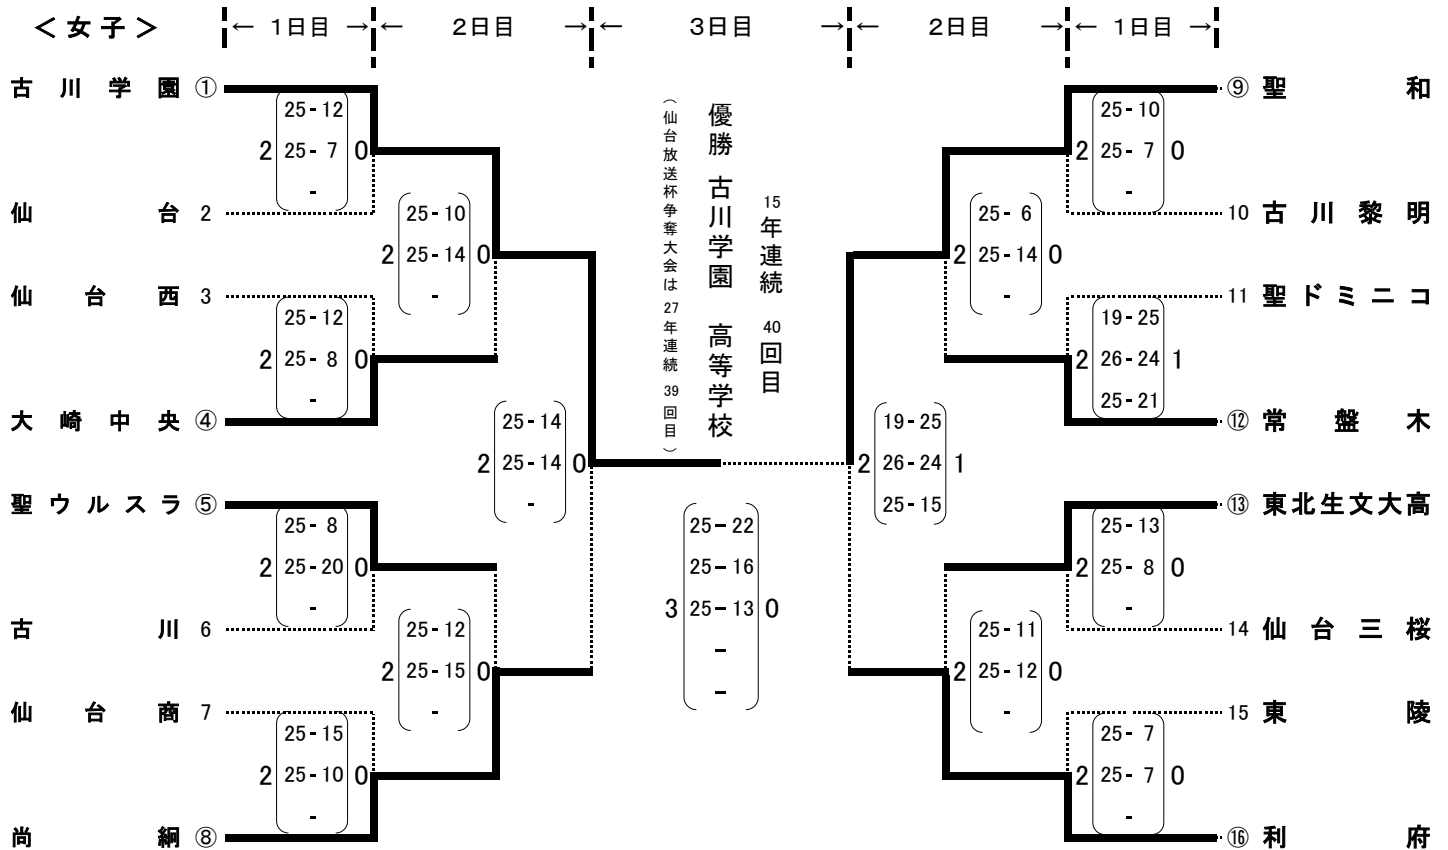 ＜女子＞
← 1日目 →
← 2日目 →
← 3日目 →
← 2日目 →
← 1日目 →
古川学園 ①
仙台 2
仙台西 3
大崎中央 ④
聖ウルスラ ⑤
古川 6
仙台商 7
尚絅 ⑧
25-12
2 25-7 0
-
25-12
2 25-8 0
-
25-8
2 25-20 0
-
25-15
2 25-10 0
-
25-10
2 25-14 0
-
25-12
2 25-15 0
-
25-14
2 25-14 0
-
15年連続 40回目
優勝 古川学園 高等学校
（仙台放送杯争奪大会は27年連続 39回目）
25-22
25-16
3 25-13 0
-
-
19-25
2 26-24 1
25-15
25-6
2 25-14 0
-
25-11
2 25-12 0
-
25-10
2 25-7 0
-
19-25
2 26-24 1
25-21
25-13
2 25-8 0
-
25-7
2 25-7 0
-
⑨ 聖和
10 古川黎明
11 聖ドミニコ
⑫ 常盤木
⑬ 東北生文大高
14 仙台三桜
15 東陵
⑯ 利府